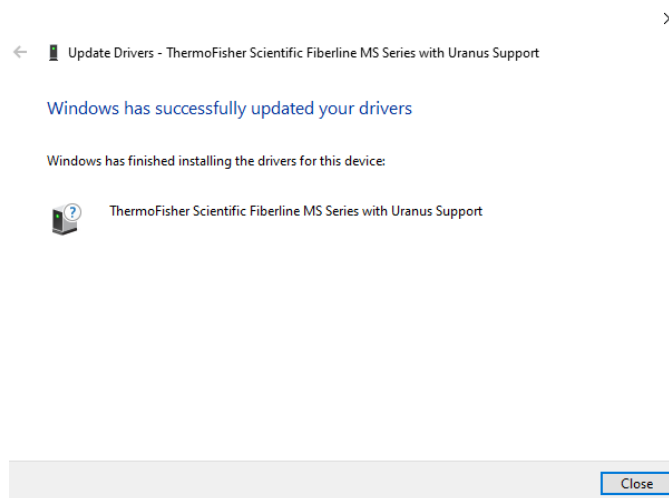 Update Drivers - ThermoFisher Scientific Fiberline MS Series with Uranus Support
Windows has successfully updated your drivers
Windows has finished installing the drivers for this device:
ThermoFisher Scientific Fiberline MS Series with Uranus Support
Close